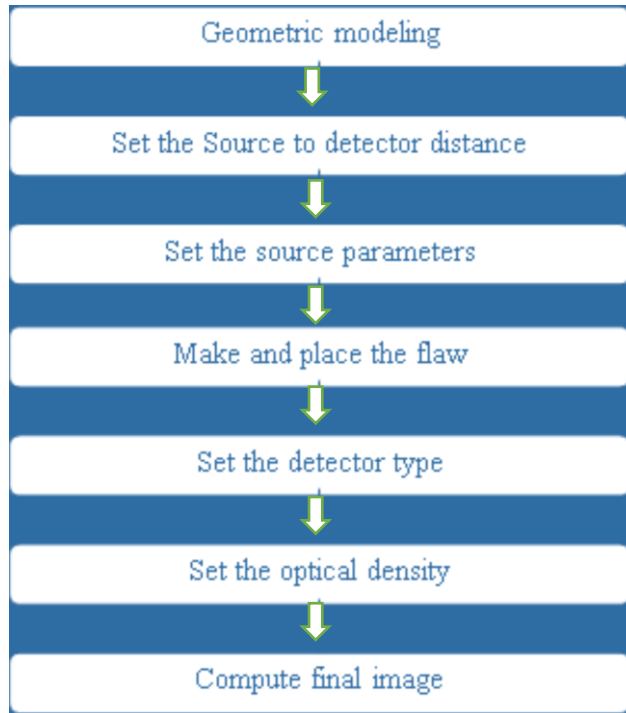 Geometric modeling
Set the Source to detector distance
Set the source parameters
Make and place the flaw
Set the detector type
Set the optical density
Compute final image